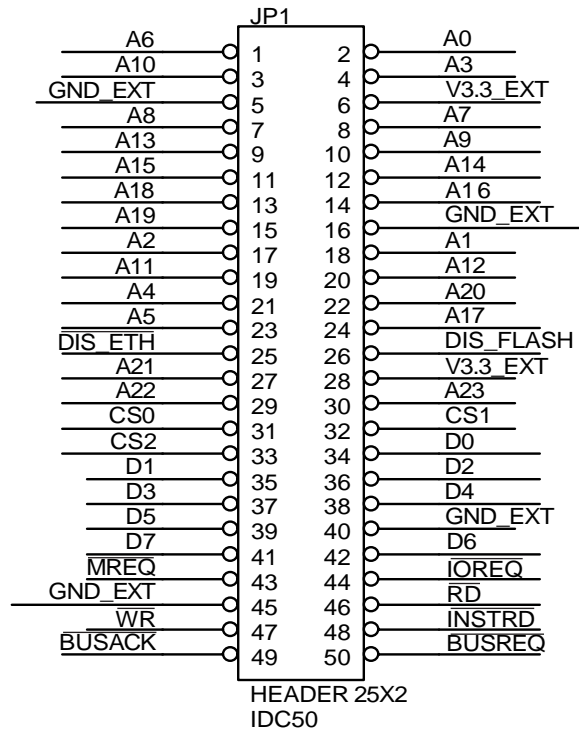 JP1
A6 1 2 A0
A10 3 4 A3
GND_EXT 5 6 V3.3_EXT
A8 7 8 A7
A13 9 10 A9
A15 11 12 A14
A18 13 14 A16
A19 15 16 GND_EXT
A2 17 18 A1
A11 19 20 A12
A4 21 22 A20
A5 23 24 A17
DIS_ETH 25 26 DIS_FLASH
A21 27 28 V3.3_EXT
A22 29 30 A23
CS0 31 32 CS1
CS2 33 34 D0
D1 35 36 D2
D3 37 38 D4
D5 39 40 GND_EXT
D7 41 42 D6
MREQ 43 44 IOREQ
GND_EXT 45 46 RD
WR 47 48 INSTRD
BUSACK 49 50 BUSREQ
HEADER 25X2
IDC50